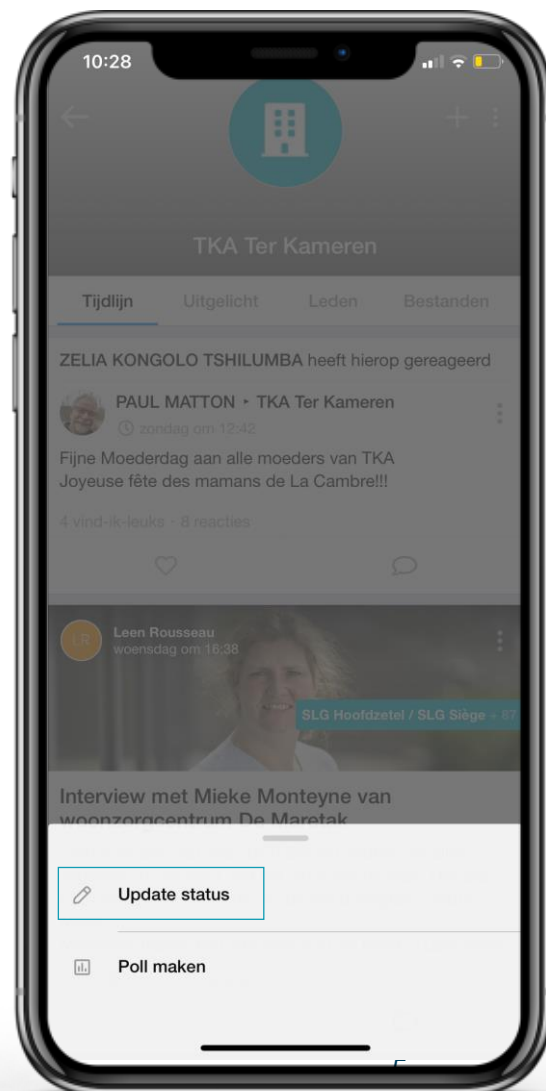 10:28
TKA Ter Kameren
Tijdlijn Uitgelicht Leden Bestanden
ZELIA KONGOLO TSHILUMBA heeft hierop gereageerd
PAUL MATTON ‣ TKA Ter Kameren
zondag om 12:42
Fijne Moederdag aan alle moeders van TKA
Joyeuse fête des mamans de La Cambre!!!
4 vind-ik-leuks · 8 reacties
LR
Leen Rousseau
woensdag om 16:38
SLG Hoofdzetel / SLG Siège + 87
Interview met Mieke Monteyne van
woonzorgcentrum De Maretak
Update status
Poll maken